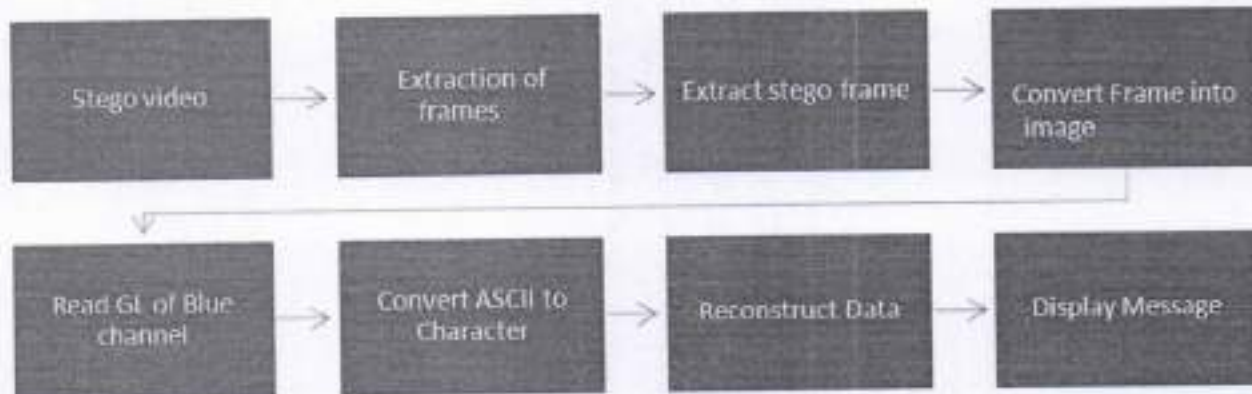 Stego video
Extraction of
frames
Extract stego frame
Convert Frame into
image
Read GL of Blue
channel
Convert ASCII to
Character
Reconstruct Data
Display Message